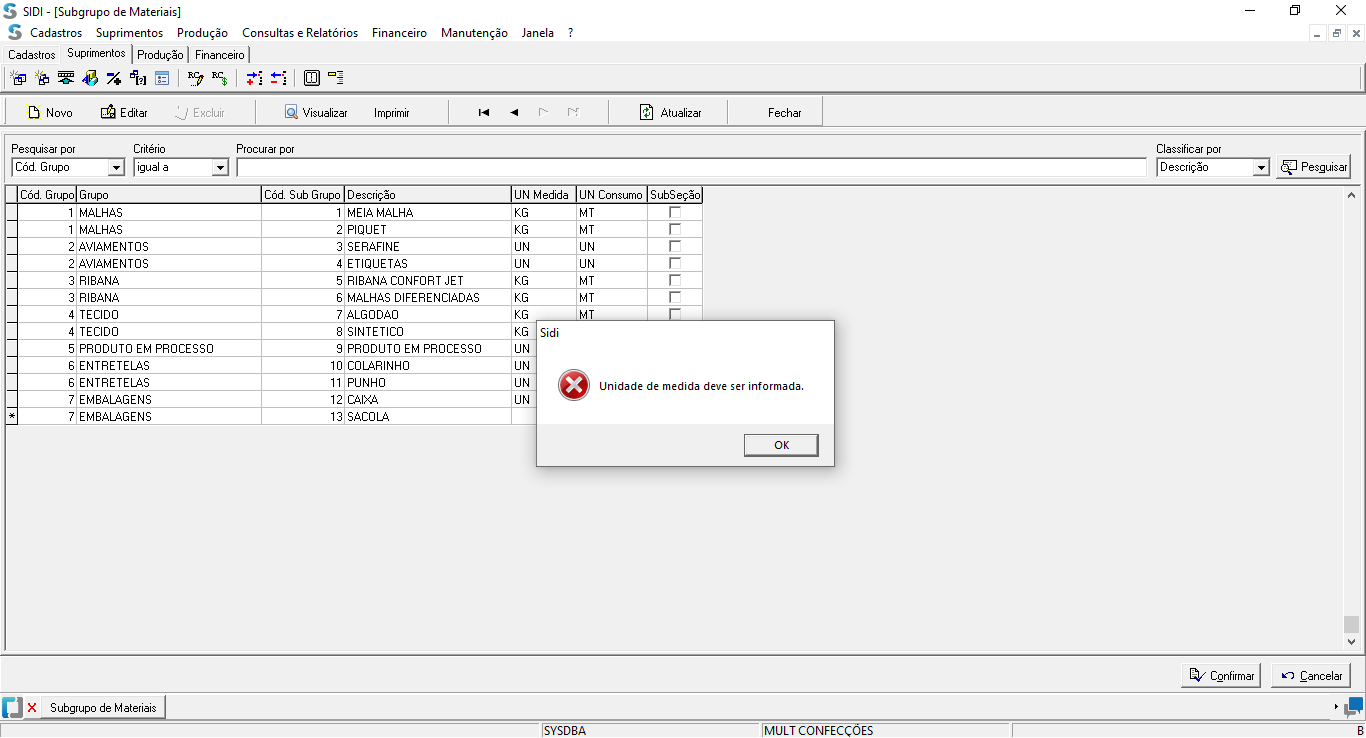 SIDI - [Subgrupo de Materiais]
Cadastros Suprimentos Produção Consultas e Relatórios Financeiro Manutenção Janela ?
Cadastros Suprimentos Produção Financeiro
Novo Editar Excluir Visualizar Imprimir Atualizar Fechar
Pesquisar por Critério Procurar por Classificar por
Cód. Grupo igual a Descrição Pesquisar
Cód. Grupo Grupo Cód. Sub Grupo Descrição UN Medida UN Consumo SubSeção
1 MALHAS 1 MEIA MALHA KG MT
1 MALHAS 2 PIQUET KG MT
2 AVIAMENTOS 3 SERAFINE UN UN
2 AVIAMENTOS 4 ETIQUETAS UN UN
3 RIBANA 5 RIBANA CONFORT JET KG MT
3 RIBANA 6 MALHAS DIFERENCIADAS KG MT
4 TECIDO 7 ALGODAO KG MT
4 TECIDO 8 SINTETICO KG
5 PRODUTO EM PROCESSO 9 PRODUTO EM PROCESSO UN
6 ENTRETELAS 10 COLARINHO UN
6 ENTRETELAS 11 PUNHO UN
7 EMBALAGENS 12 CAIXA UN
* 7 EMBALAGENS 13 SACOLA
Sidi
Unidade de medida deve ser informada.
OK
Confirmar Cancelar
Subgrupo de Materiais
SYSDBA MULT CONFECÇÕES B